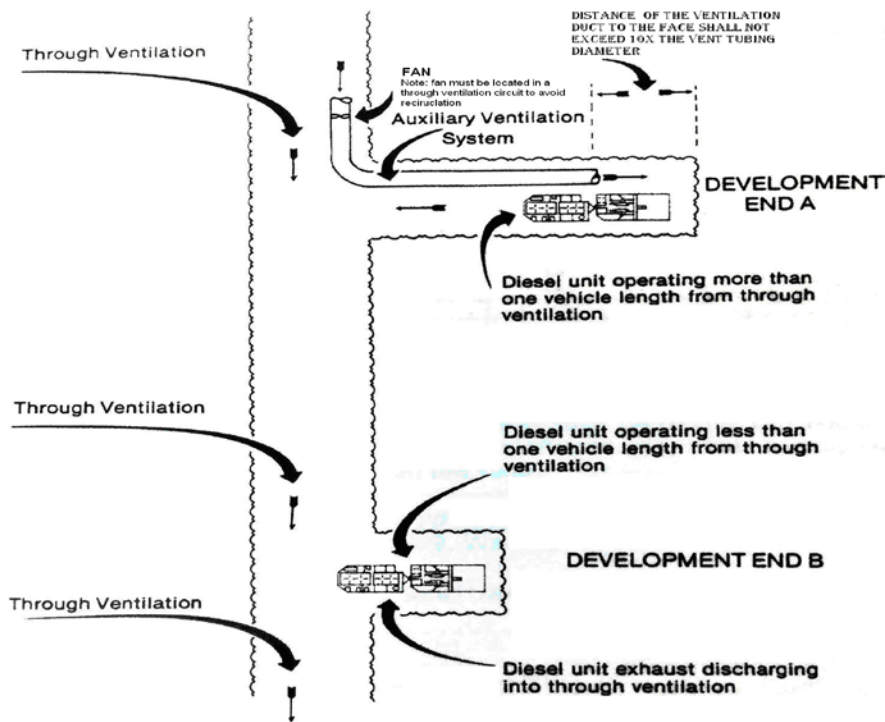 DISTANCE OF THE VENTILATION
DUCT TO THE FACE SHALL NOT
EXCEED 10X THE VENT TUBING
DIAMETER
Through Ventilation
FAN
Note: fan must be located in a
through ventilation circuit to avoid
reciruclation
Auxiliary Ventilation
System
DEVELOPMENT
END A
Diesel unit operating more than
one vehicle length from through
ventilation
Through Ventilation
Diesel unit operating less than
one vehicle length from through
ventilation
DEVELOPMENT END B
Through Ventilation
Diesel unit exhaust discharging
into through ventilation